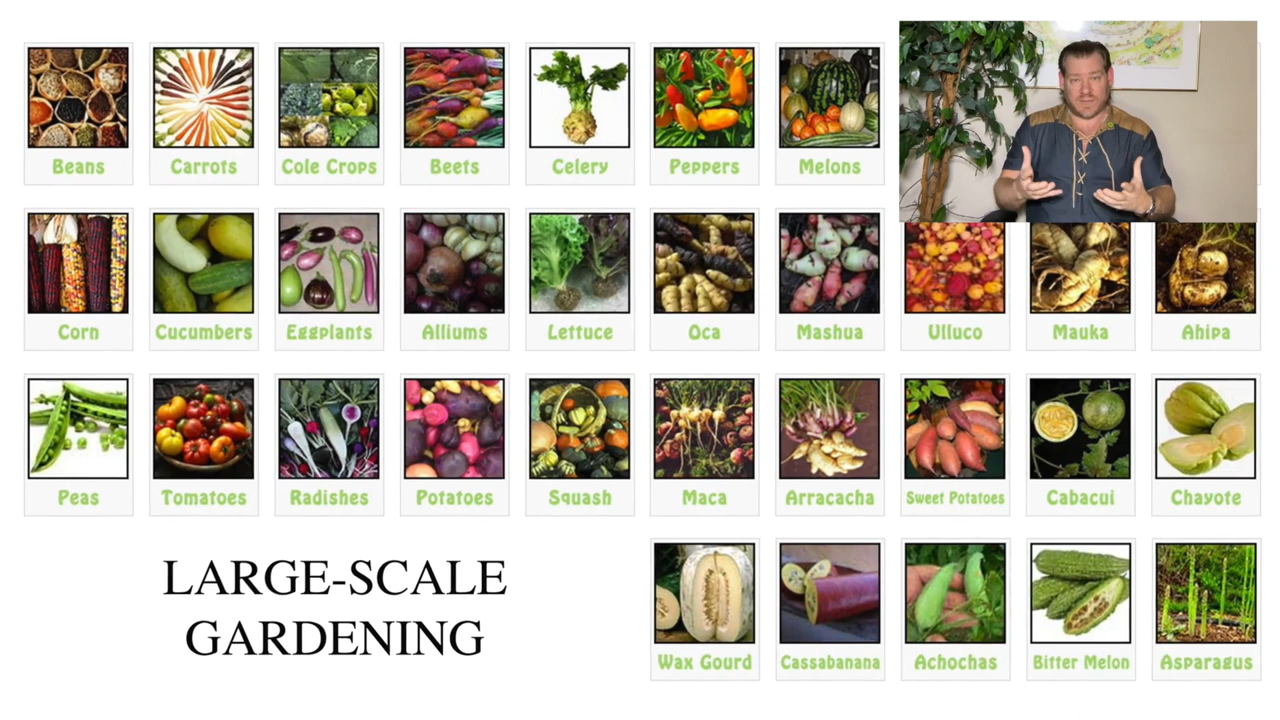 Beans
Carrots
Cole Crops
Beets
Celery
Peppers
Melons
Corn
Cucumbers
Eggplants
Alliums
Lettuce
Oca
Mashua
Ulluco
Mauka
Ahipa
Peas
Tomatoes
Radishes
Potatoes
Squash
Maca
Arracacha
Sweet Potatoes
Cabacui
Chayote
LARGE-SCALE
GARDENING
Wax Gourd
Cassabanana
Achochas
Bitter Melon
Asparagus